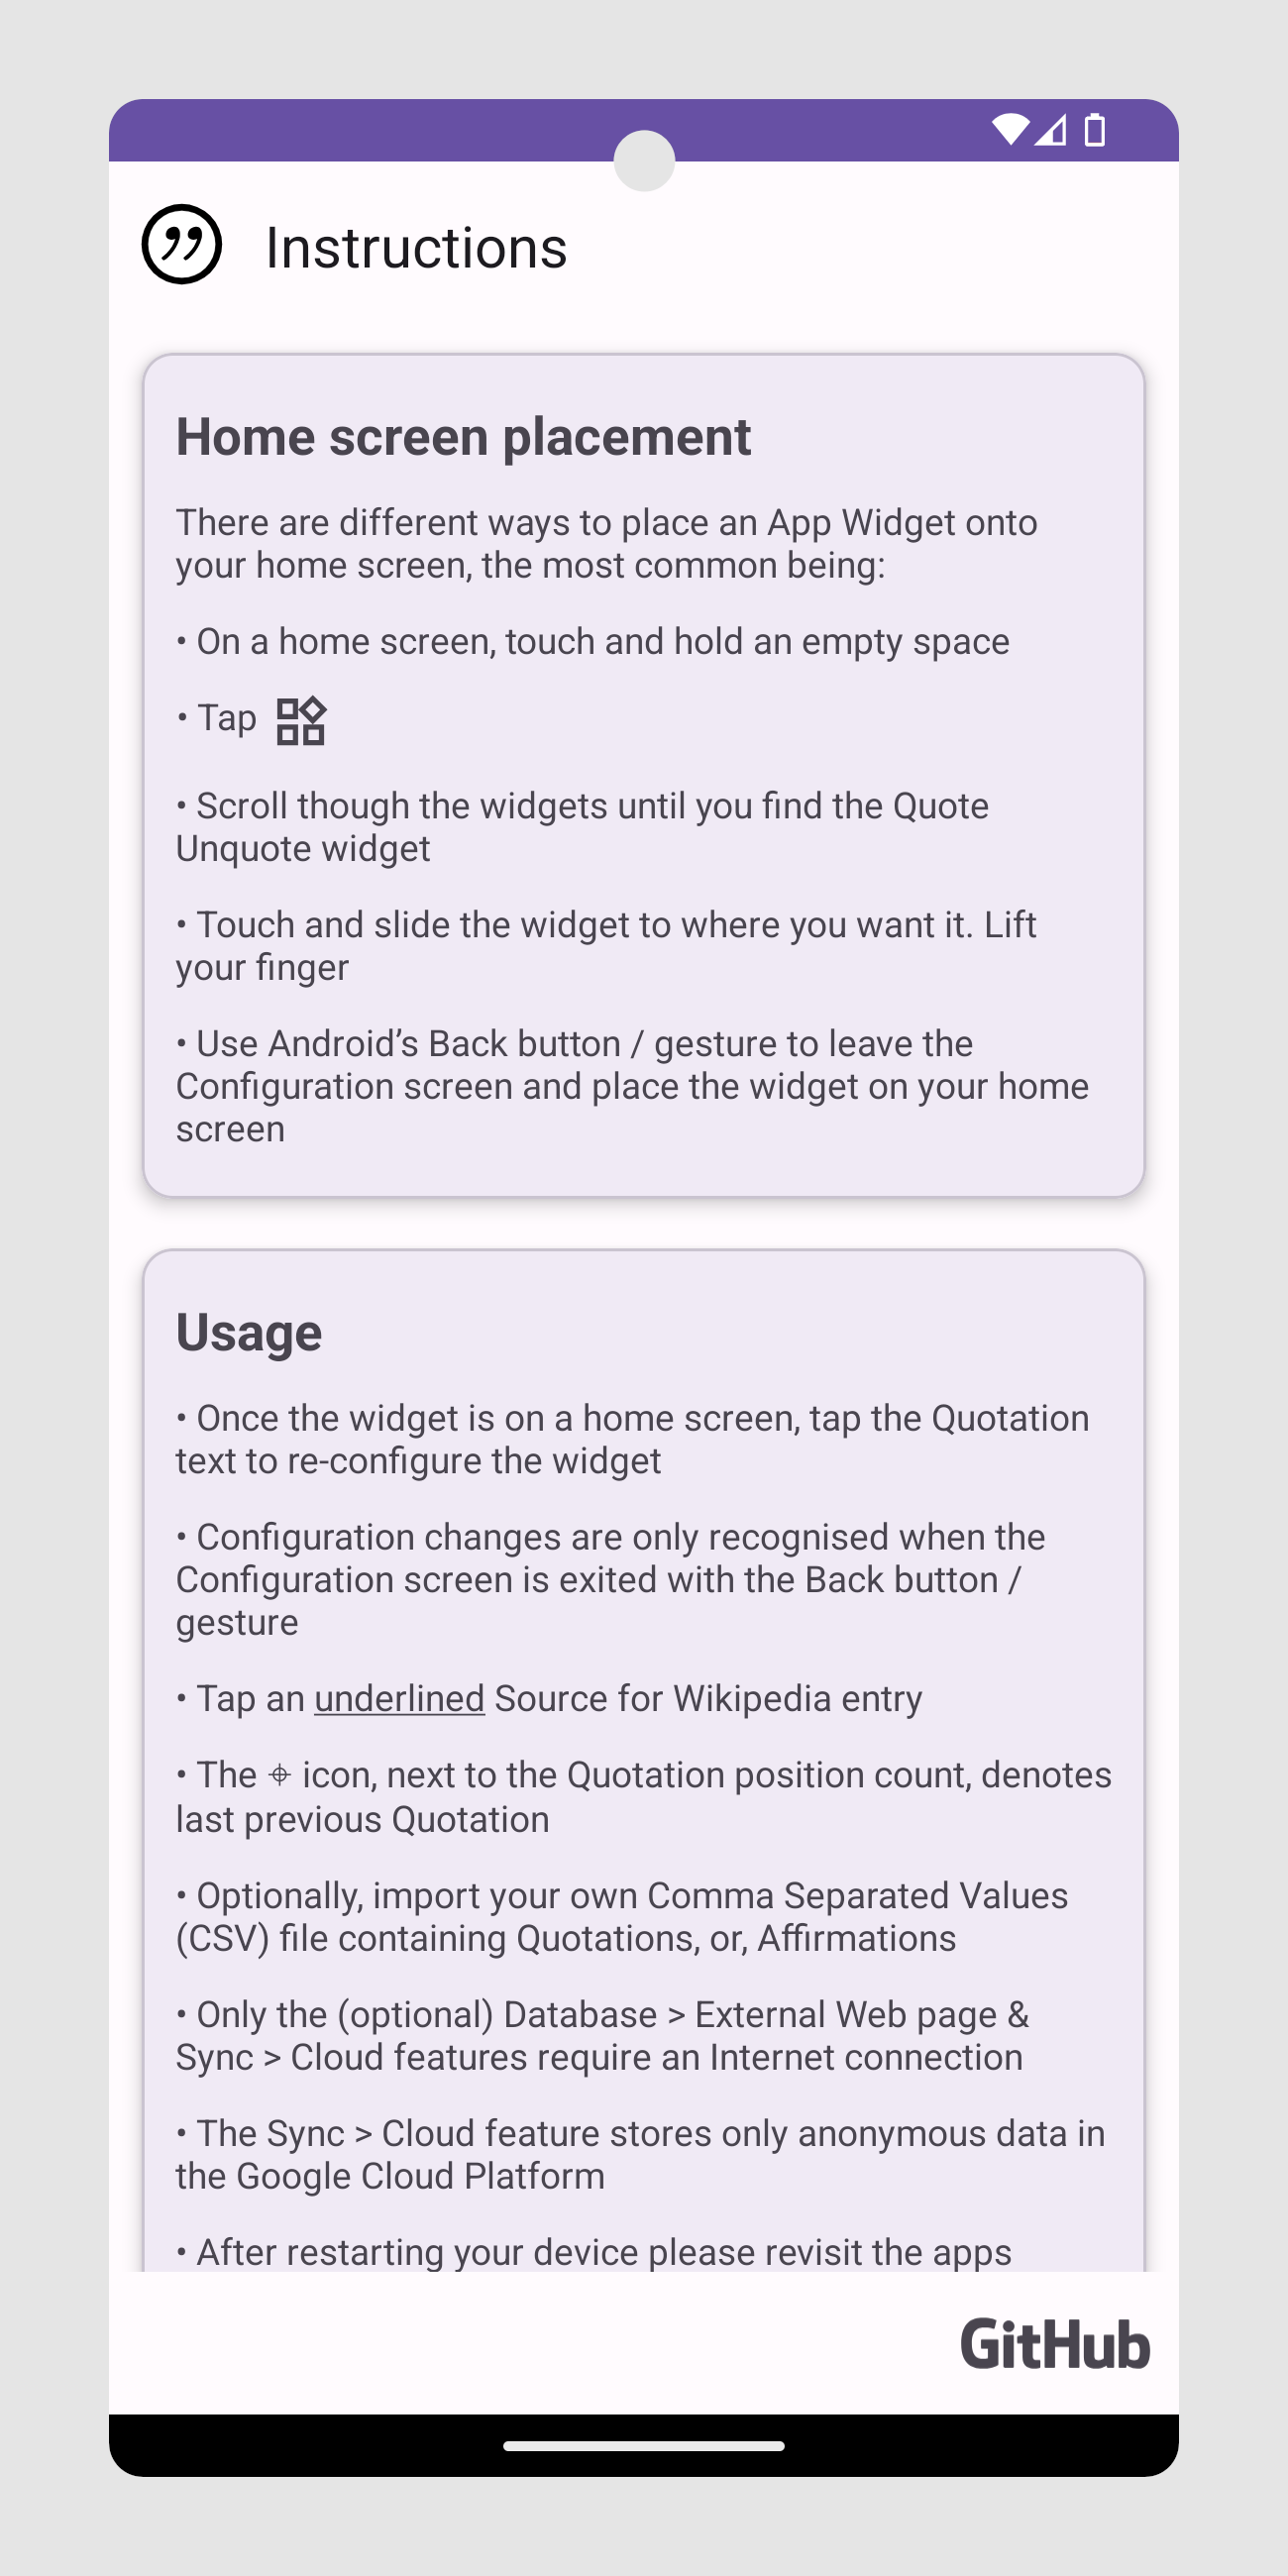 Instructions
Home screen placement
There are different ways to place an App Widget onto
your home screen, the most common being:
• On a home screen, touch and hold an empty space
• Tap
• Scroll though the widgets until you find the Quote
Unquote widget
• Touch and slide the widget to where you want it. Lift
your finger
• Use Android’s Back button / gesture to leave the
Configuration screen and place the widget on your home
screen
Usage
• Once the widget is on a home screen, tap the Quotation
text to re-configure the widget
• Configuration changes are only recognised when the
Configuration screen is exited with the Back button /
gesture
• Tap an underlined Source for Wikipedia entry
• The ⌖ icon, next to the Quotation position count, denotes
last previous Quotation
• Optionally, import your own Comma Separated Values
(CSV) file containing Quotations, or, Affirmations
• Only the (optional) Database > External Web page &
Sync > Cloud features require an Internet connection
• The Sync > Cloud feature stores only anonymous data in
the Google Cloud Platform
• After restarting your device please revisit the apps
GitHub